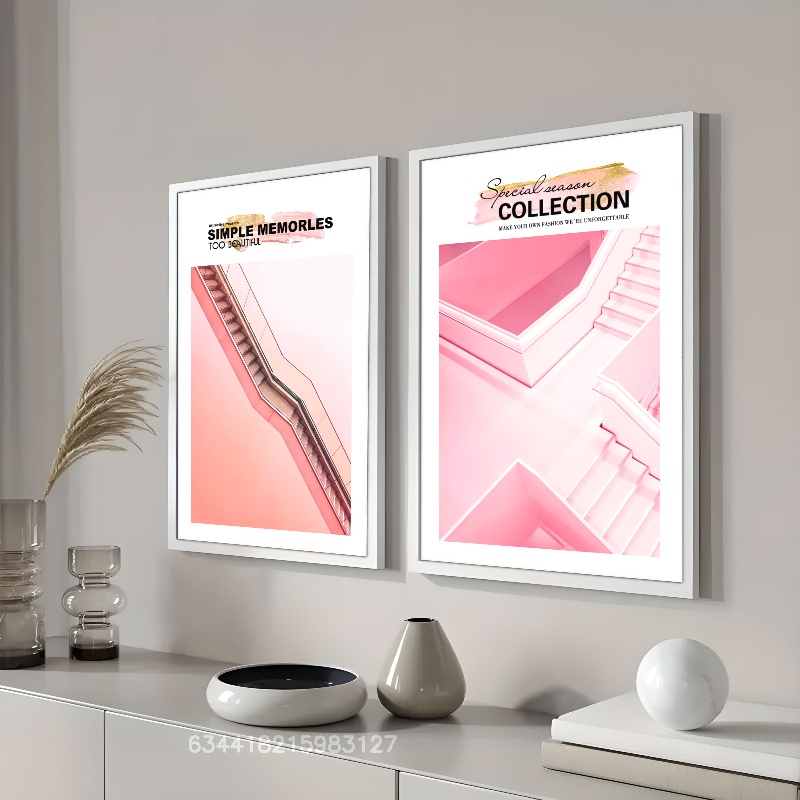 SIMPLE MEMORLES
TOO BEAUTIFUL
Special season
COLLECTION
MAKE YOUR OWN FASHION WE'RE UNFORGETTABLE
634418215983127